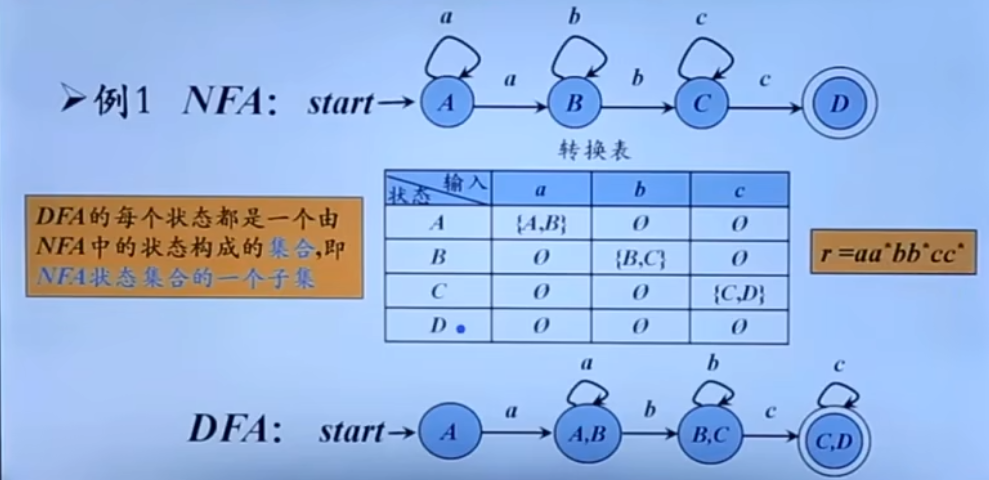 a b c
➢例1 NFA: start A a B b C c D
转换表
状态 输入 a b c
A {A,B} Ø Ø
B Ø {B,C} Ø
C Ø Ø {C,D}
D Ø Ø Ø
DFA的每个状态都是一个由
NFA中的状态构成的集合,即
NFA状态集合的一个子集
r =aa*bb*cc*
a b c
DFA: start A a A,B b B,C c C,D